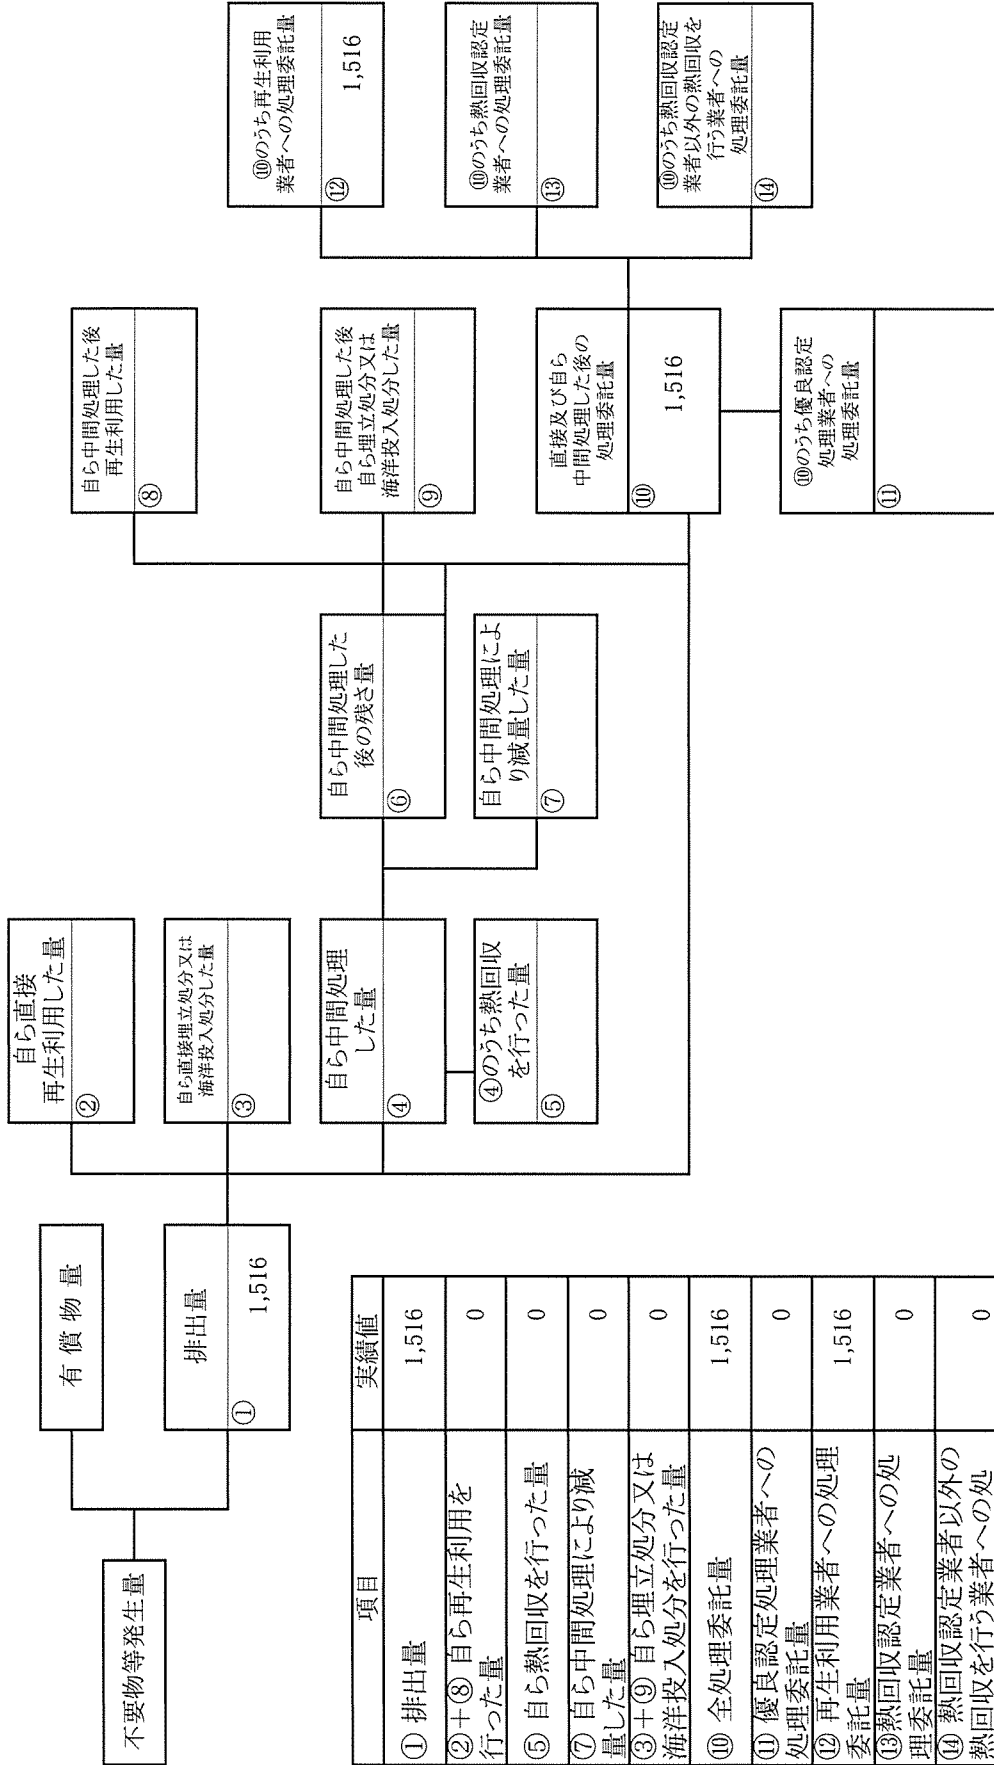 不要物等発生量
有償物量
排出量
① 1,516
自ら直接
再生利用した量
②
自ら直接埋立処分又は
海洋投入処分した量
③
自ら中間処理
した量
④
④のうち熱回収
を行った量
⑤
自ら中間処理した
後の残さ量
⑥
自ら中間処理によ
り減量した量
⑦
自ら中間処理した後
再生利用した量
⑧
自ら中間処理した後
自ら埋立処分又は
海洋投入処分した量
⑨
直接及び自ら
中間処理した後の
処理委託量
⑩ 1,516
⑩のうち優良認定
処理業者への
処理委託量
⑪
⑩のうち再生利用
業者への処理委託量
⑫ 1,516
⑩のうち熱回収認定
業者への処理委託量
⑬
⑩のうち熱回収認定
業者以外の熱回収を
行う業者への
処理委託量
⑭
項目 実績値
① 排出量 1,516
②+⑧ 自ら再生利用を
行った量 0
⑤ 自ら熱回収を行った量 0
⑦ 自ら中間処理により減
量した量 0
③+⑨ 自ら埋立処分又は
海洋投入処分を行った量 0
⑩ 全処理委託量 1,516
⑪ 優良認定処理業者への
処理委託量 0
⑫ 再生利用業者への処理
委託量 1,516
⑬熱回収認定業者への処
理委託量 0
⑭ 熱回収認定業者以外の
熱回収を行う業者への処 0